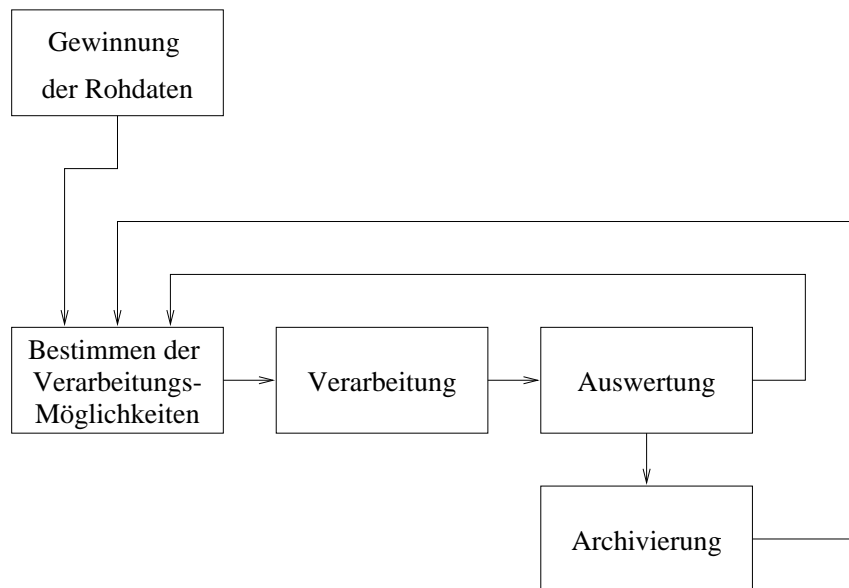 Gewinnung
der Rohdaten
Bestimmen der
Verarbeitungs-
Möglichkeiten
Verarbeitung
Auswertung
Archivierung